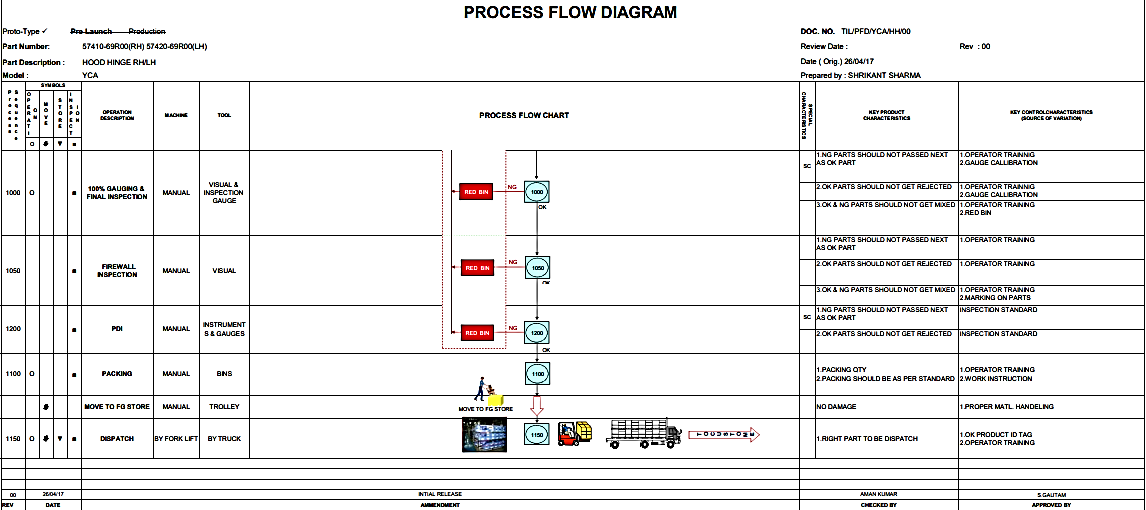 PROCESS FLOW DIAGRAM
Proto-Type ✓ Pre Launch Production
DOC. NO. TIL/PFD/YCA/HH/00
Part Number: 57410-69R00(RH) 57420-69R00(LH)
Review Date : Rev : 00
Part Description : HOOD HINGE RH/LH
Date ( Orig.) 26/04/17
Model : YCA
Prepared by : SHRIKANT SHARMA
Process Sequence
SYMBOLS
OPERATION
MOVE
STORE
INSPECTION
OPERATION
DESCRIPTION
MACHINE
TOOL
PROCESS FLOW CHART
SPECIAL
CHARACTERISTICS
KEY PRODUCT
CHARACTERISTICS
KEY CONTROLCHARACTERISTICS
(SOURCE OF VARIATION)
1000 O
100% GAUGING &
FINAL INSPECTION
MANUAL
VISUAL &
INSPECTION
GAUGE
RED BIN
NG
1000
OK
SC
1.NG PARTS SHOULD NOT PASSED NEXT
AS OK PART
1.OPERATOR TRAINNIG
2.GAUGE CALLIBRATION
2.OK PARTS SHOULD NOT GET REJECTED
1.OPERATOR TRAINING
2.GAUGE CALLIBRATION
3.OK & NG PARTS SHOULD NOT GET MIXED
1.OPERATOR TRAINING
2.RED BIN
1050
FIREWALL
INSPECTION
MANUAL
VISUAL
RED BIN
NG
1050
OK
1.NG PARTS SHOULD NOT PASSED NEXT
AS OK PART
1.OPERATOR TRAINING
2.OK PARTS SHOULD NOT GET REJECTED
1.OPERATOR TRAINING
3.OK & NG PARTS SHOULD NOT GET MIXED
1.OPERATOR TRAINING
2.MARKING ON PARTS
1200
PDI
MANUAL
INSTRUMENT
S & GAUGES
RED BIN
NG
1200
OK
SC
1.NG PARTS SHOULD NOT PASSED NEXT
AS OK PART
INSPECTION STANDARD
2.OK PARTS SHOULD NOT GET REJECTED
INSPECTION STANDARD
1100 O
PACKING
MANUAL
BINS
1100
1.PACKING QTY
2.PACKING SHOULD BE AS PER STANDARD
1.OPERATOR TRAINING
2.WORK INSTRUCTION
MOVE TO FG STORE
MANUAL
TROLLEY
MOVE TO FG STORE
NO DAMAGE
1.PROPER MATL HANDELING
1150 O
DISPATCH
BY FORK LIFT
BY TRUCK
1150
1.RIGHT PART TO BE DISPATCH
1.OK PRODUCT ID TAG
2.OPERATOR TRAINING
00 26/04/17 INTIAL RELEASE AMAN KUMAR S.GAUTAM
REV DATE AMMENDMENT CHECKED BY APPROVED BY